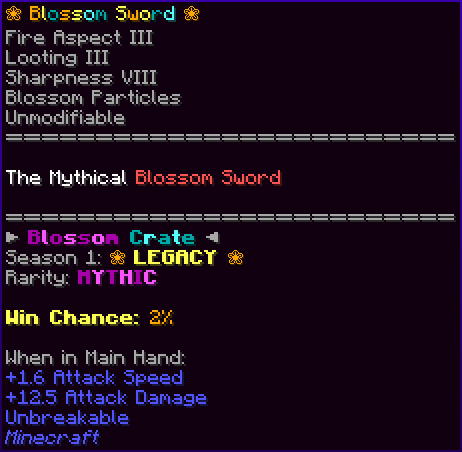 ❀ Blossom Sword ❀
Fire Aspect III
Looting III
Sharpness VIII
Blossom Particles
Unmodifiable
============================
The Mythical Blossom Sword
============================
► Blossom Crate ◄
Season 1: ❀ LEGACY ❀
Rarity: MYTHIC
Win Chance: 2%
When in Main Hand:
+1.6 Attack Speed
+12.5 Attack Damage
Unbreakable
Minecraft